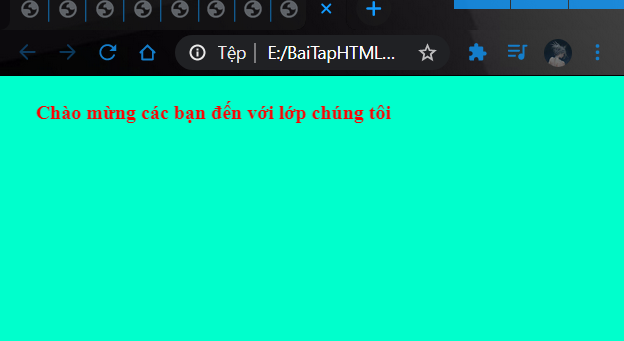 Tệp
E:/BaiTapHTML...
Chào mừng các bạn đến với lớp chúng tôi